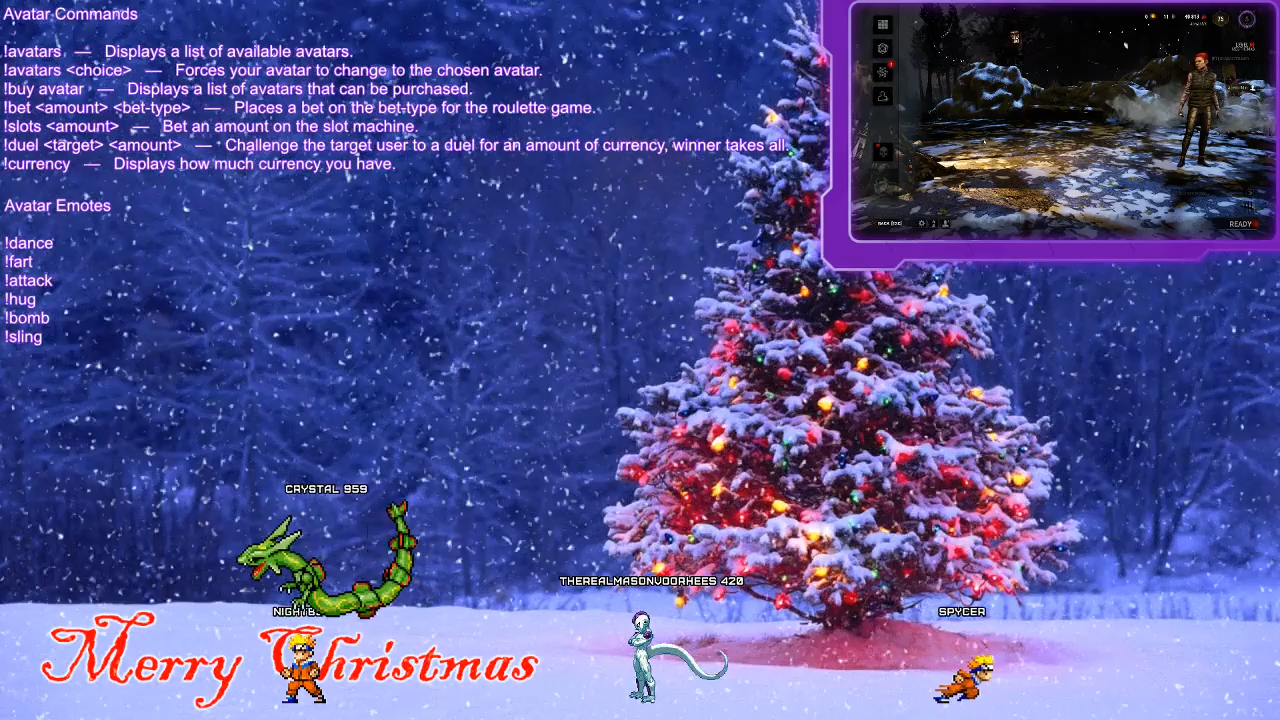 Avatar Commands
!avatars — Displays a list of available avatars.
!avatars <choice> — Forces your avatar to change to the chosen avatar.
!buy avatar — Displays a list of avatars that can be purchased.
!bet <amount> <bet-type> — Places a bet on the bet-type for the roulette game.
!slots <amount> — Bet an amount on the slot machine.
!duel <target> <amount> — Challenge the target user to a duel for an amount of currency, winner takes all.
!currency — Displays how much currency you have.
Avatar Emotes
!dance
!fart
!attack
!hug
!bomb
!sling
75
READY
CRYSTAL 959
THEREALMASONVOORHEES 420
SPYCER
Merry Christmas